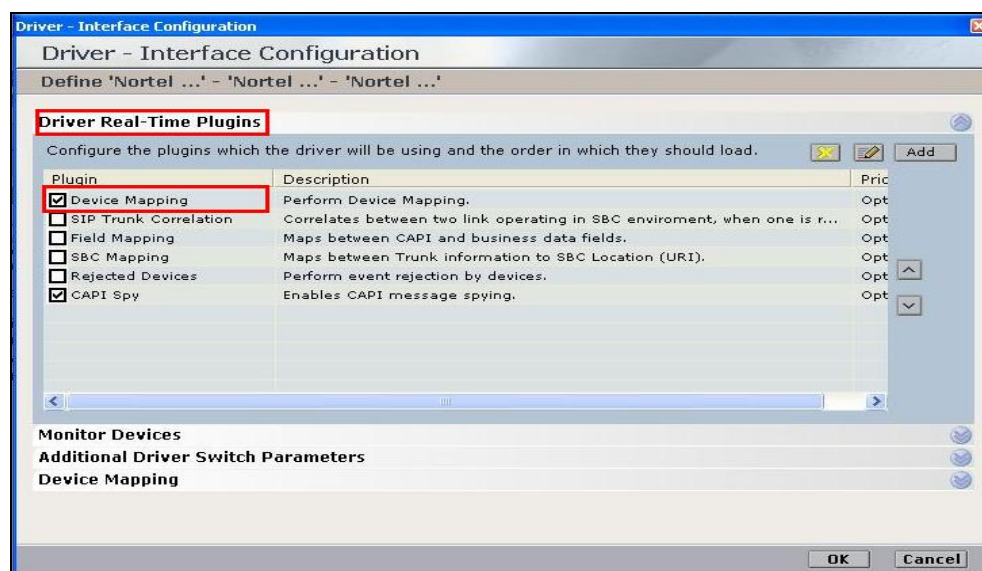 Driver - Interface Configuration
Driver - Interface Configuration
Define 'Nortel ...' - 'Nortel ...' - 'Nortel ...'
Driver Real-Time Plugins
Configure the plugins which the driver will be using and the order in which they should load. Add
Plugin Description Pric
Device Mapping Perform Device Mapping. Opt
SIP Trunk Correlation Correlates between two link operating in SBC enviroment, when one is r... Opt
Field Mapping Maps between CAPI and business data fields. Opt
SBC Mapping Maps between Trunk information to SBC Location (URI). Opt
Rejected Devices Perform event rejection by devices. Opt
CAPI Spy Enables CAPI message spying. Opt
Monitor Devices
Additional Driver Switch Parameters
Device Mapping
OK Cancel